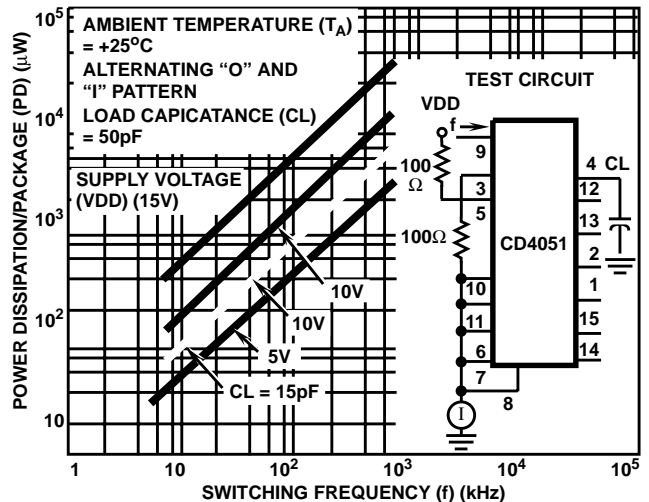 10⁵
10⁴
10³
10²
10
POWER DISSIPATION/PACKAGE (PD) (μW)
AMBIENT TEMPERATURE (T_A)
= +25°C
ALTERNATING “O” AND
“I” PATTERN
LOAD CAPICATANCE (CL)
= 50pF
SUPPLY VOLTAGE
(VDD) (15V)
10V
10V
5V
CL = 15pF
TEST CIRCUIT
VDD
f
100
Ω
100Ω
9
3
5
10
11
6
7
8
CD4051
4
CL
12
13
2
1
15
14
I
1
10
10²
10³
10⁴
10⁵
SWITCHING FREQUENCY (f) (kHz)